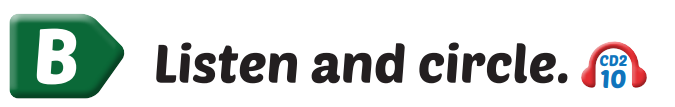 B Listen and circle. CD2
10